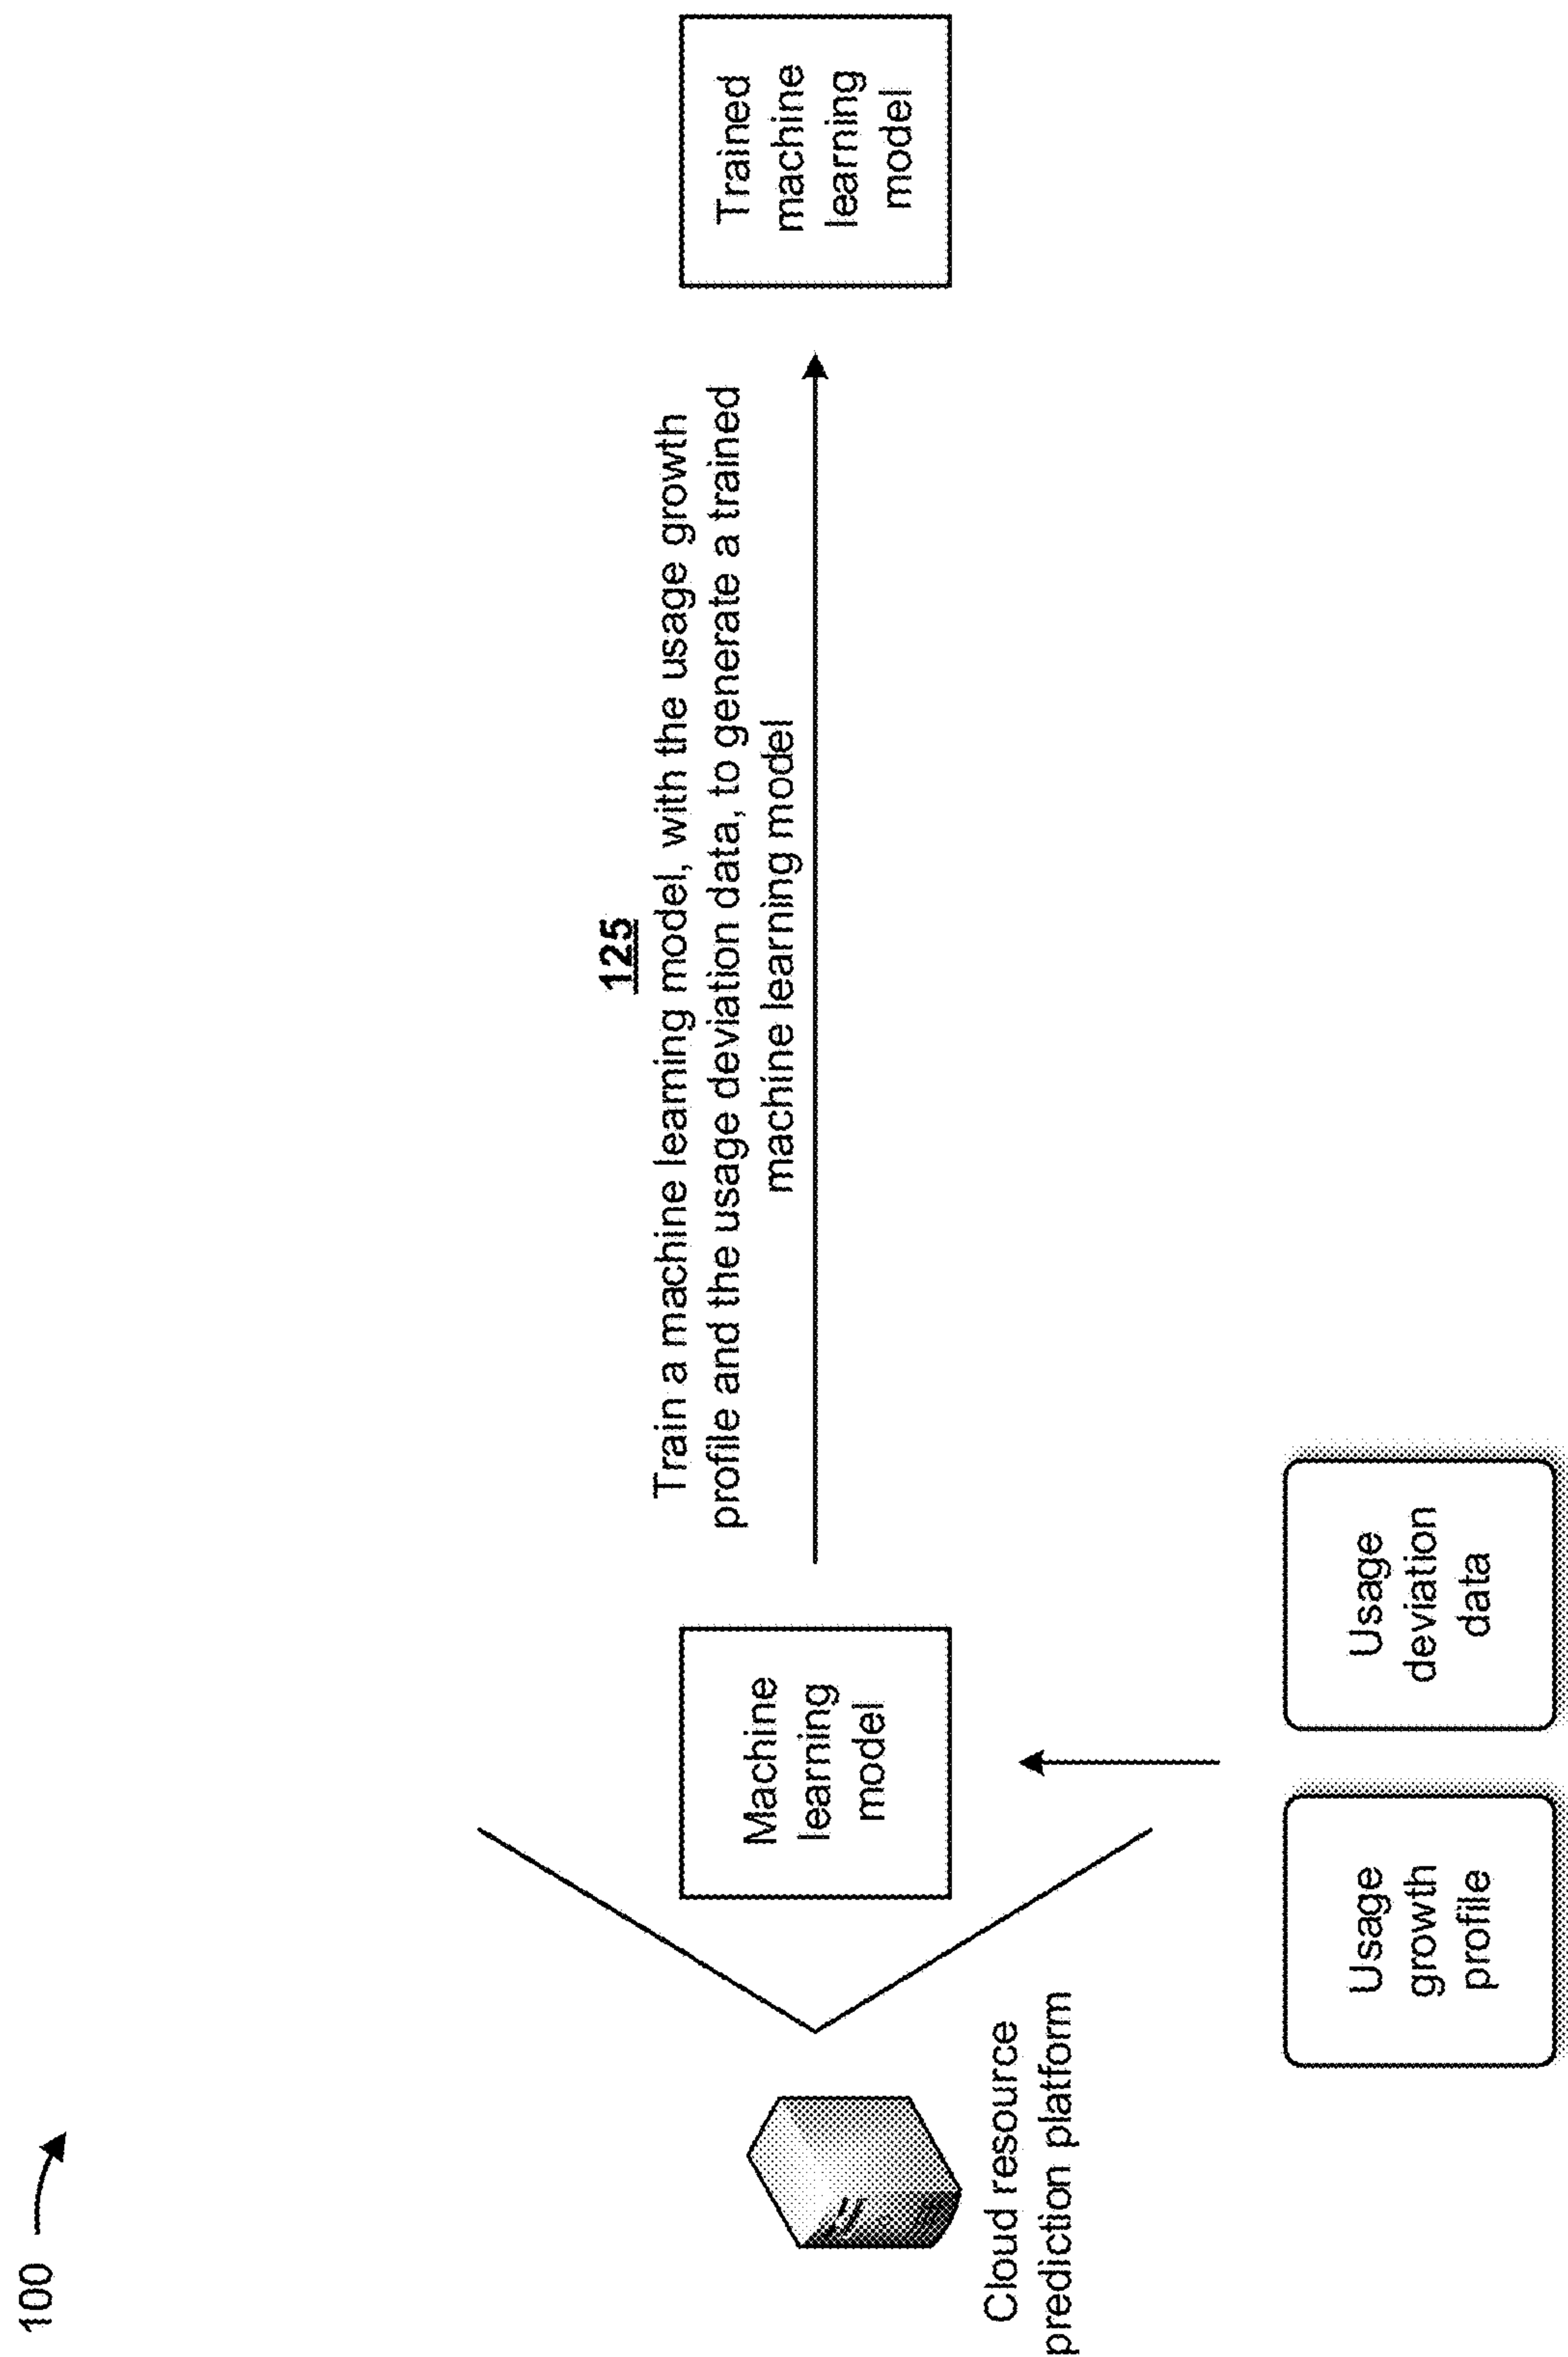 100
125
Train a machine learning model, with the usage growth
profile and the usage deviation data, to generate a trained
machine learning model
Machine
learning
model
Trained
machine
learning
model
Cloud resource
prediction platform
Usage
growth
profile
Usage
deviation
data